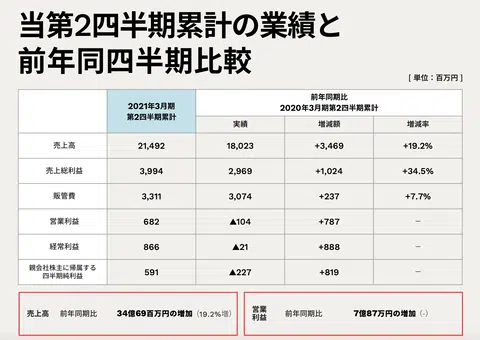 当第2四半期累計の業績と
前年同四半期比較
[ 単位：百万円 ]
2021年3月期
第2四半期累計
前年同期比
2020年3月期第2四半期累計
実績 増減額 増減率
売上高 21,492 18,023 +3,469 +19.2%
売上総利益 3,994 2,969 +1,024 +34.5%
販管費 3,311 3,074 +237 +7.7%
営業利益 682 ▲104 +787 −
経常利益 866 ▲21 +888 −
親会社株主に帰属する
四半期純利益 591 ▲227 +819 −
売上高 前年同期比 34億69百万円の増加 (19.2%増)
営業
利益 前年同期比 7億87万円の増加 (-)